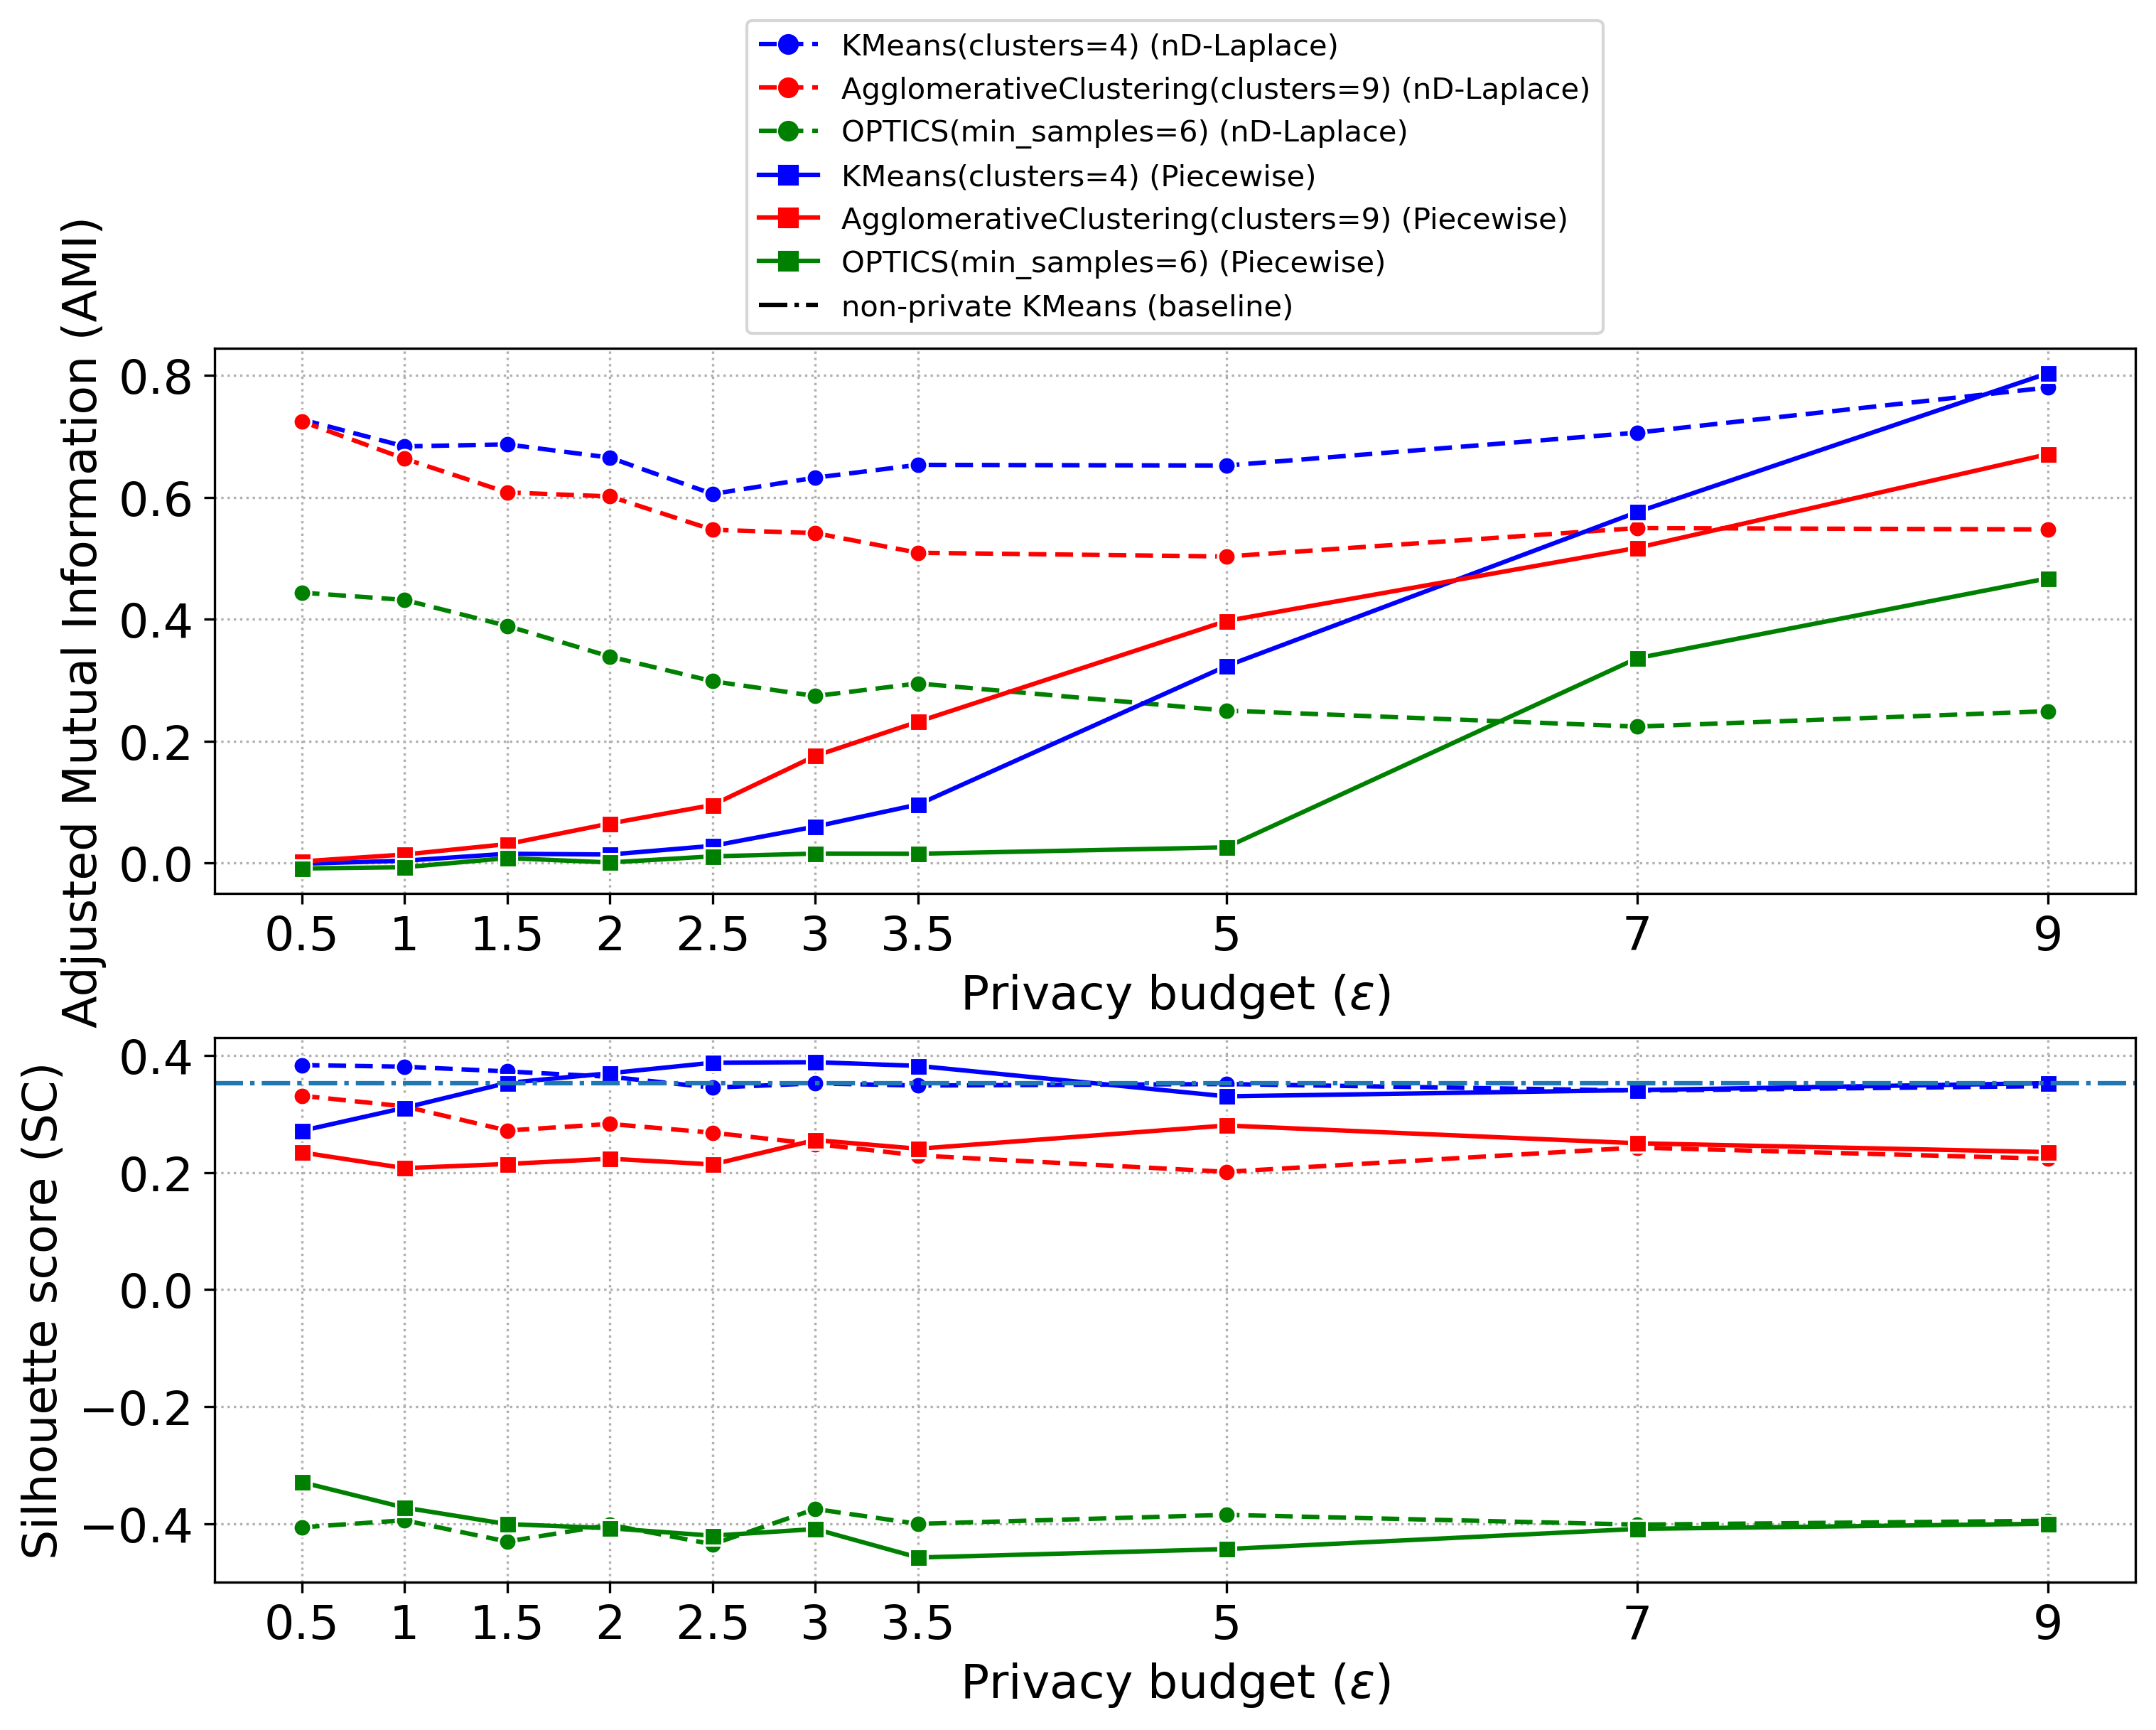 KMeans(clusters=4) (nD-Laplace)
AgglomerativeClustering(clusters=9) (nD-Laplace)
OPTICS(min_samples=6) (nD-Laplace)
KMeans(clusters=4) (Piecewise)
AgglomerativeClustering(clusters=9) (Piecewise)
OPTICS(min_samples=6) (Piecewise)
non-private KMeans (baseline)
Adjusted Mutual Information (AMI)
0.8
0.6
0.4
0.2
0.0
0.5 1 1.5 2 2.5 3 3.5 5 7 9
Privacy budget (ε)
Silhouette score (SC)
0.4
0.2
0.0
−0.2
−0.4
0.5 1 1.5 2 2.5 3 3.5 5 7 9
Privacy budget (ε)